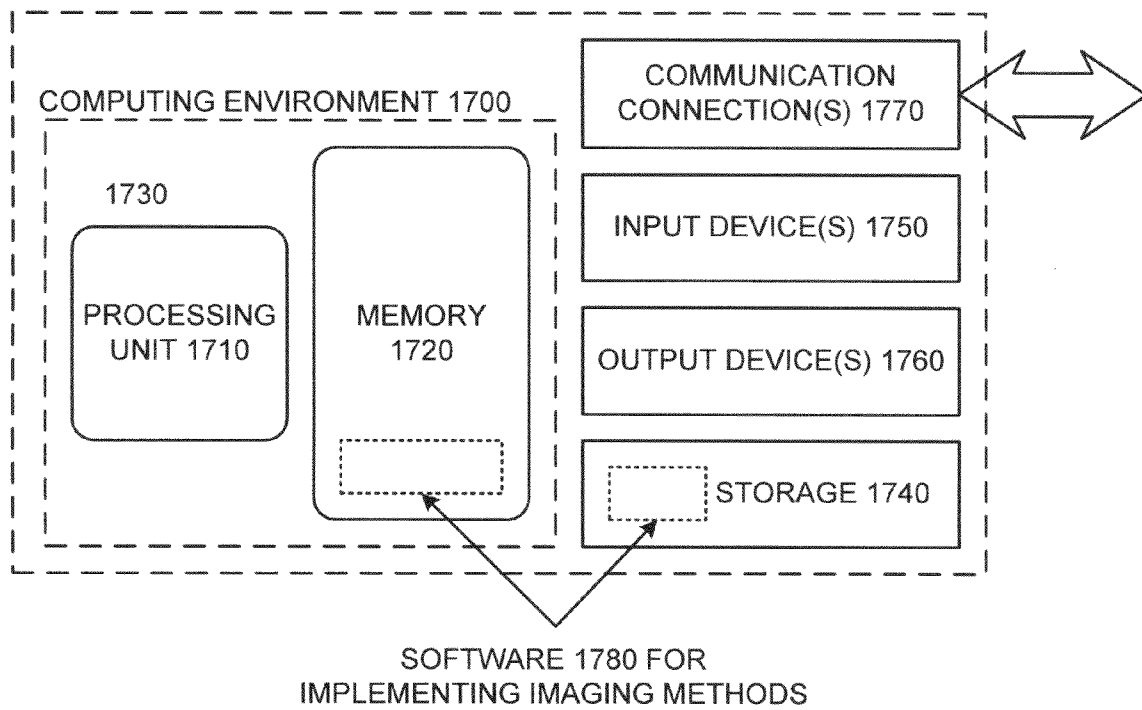 COMPUTING ENVIRONMENT 1700
1730
PROCESSING
UNIT 1710
MEMORY
1720
COMMUNICATION
CONNECTION(S) 1770
INPUT DEVICE(S) 1750
OUTPUT DEVICE(S) 1760
STORAGE 1740
SOFTWARE 1780 FOR
IMPLEMENTING IMAGING METHODS